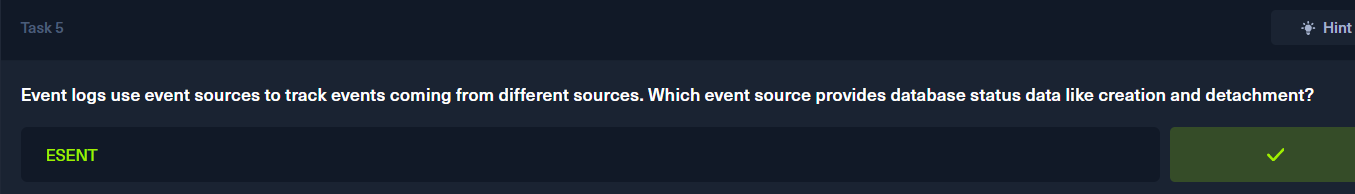 Task 5
Hint
Event logs use event sources to track events coming from different sources. Which event source provides database status data like creation and detachment?
ESENT